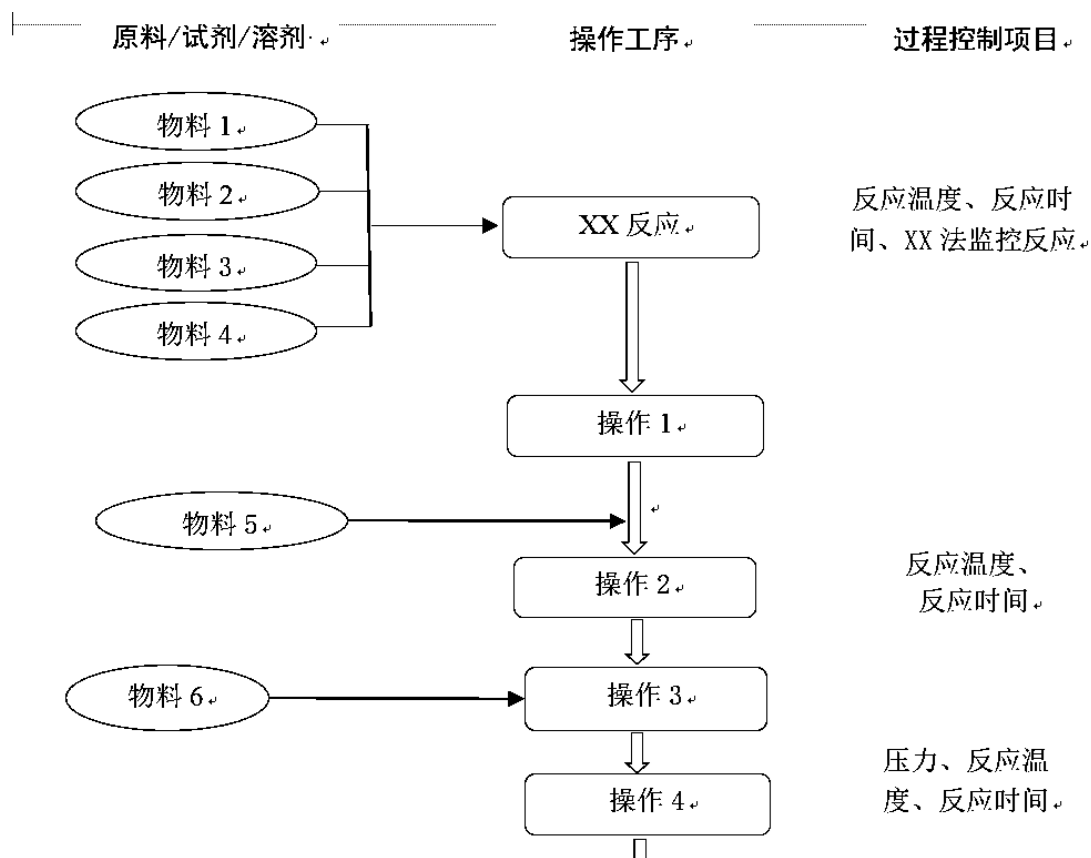 原料/试剂/溶剂
操作工序
过程控制项目
物料 1
物料 2
物料 3
物料 4
XX 反应
反应温度、反应时
间、XX 法监控反应
操作 1
物料 5
操作 2
反应温度、
反应时间
物料 6
操作 3
操作 4
压力、反应温
度、反应时间